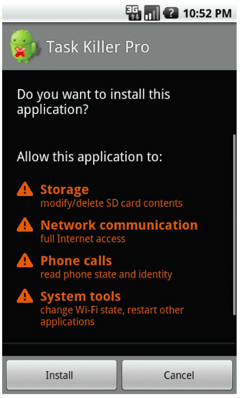 3G
10:52 PM
Task Killer Pro
Do you want to install this
application?
Allow this application to:
Storage
modify/delete SD card contents
Network communication
full Internet access
Phone calls
read phone state and identity
System tools
change Wi-Fi state, restart other
applications
Install
Cancel